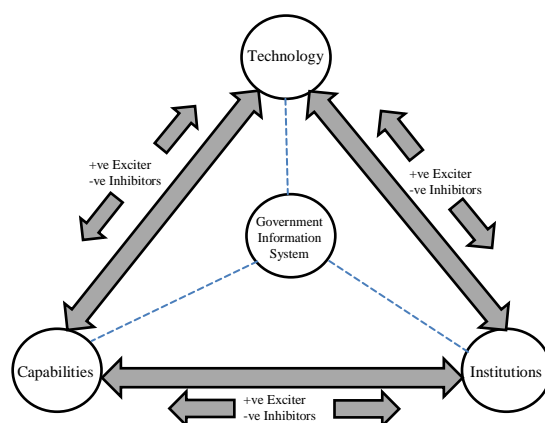 Technology
+ve Exciter
-ve Inhibitors
+ve Exciter
-ve Inhibitors
Government
Information
System
Capabilities
Institutions
+ve Exciter
-ve Inhibitors